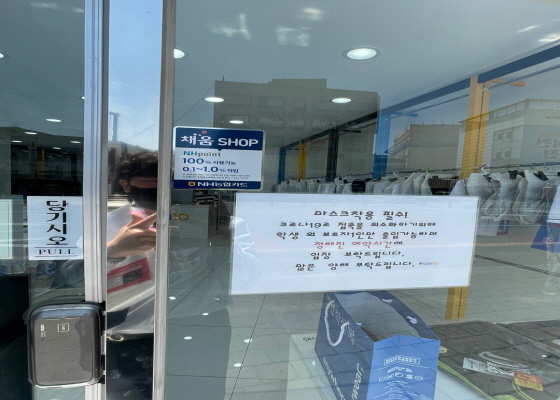 채움 SHOP
NHpoint
100% 사용가능
0.1~1.0% 적립
NH농협카드
당기시오
PULL
마스크착용 필시
코로나19로 접촉을 최소화하기위해
학생 외 보호자1인만 출입가능하며
정해진 예약시간에
입장 부탁드립니다.
많은 양해 부탁드립니다.